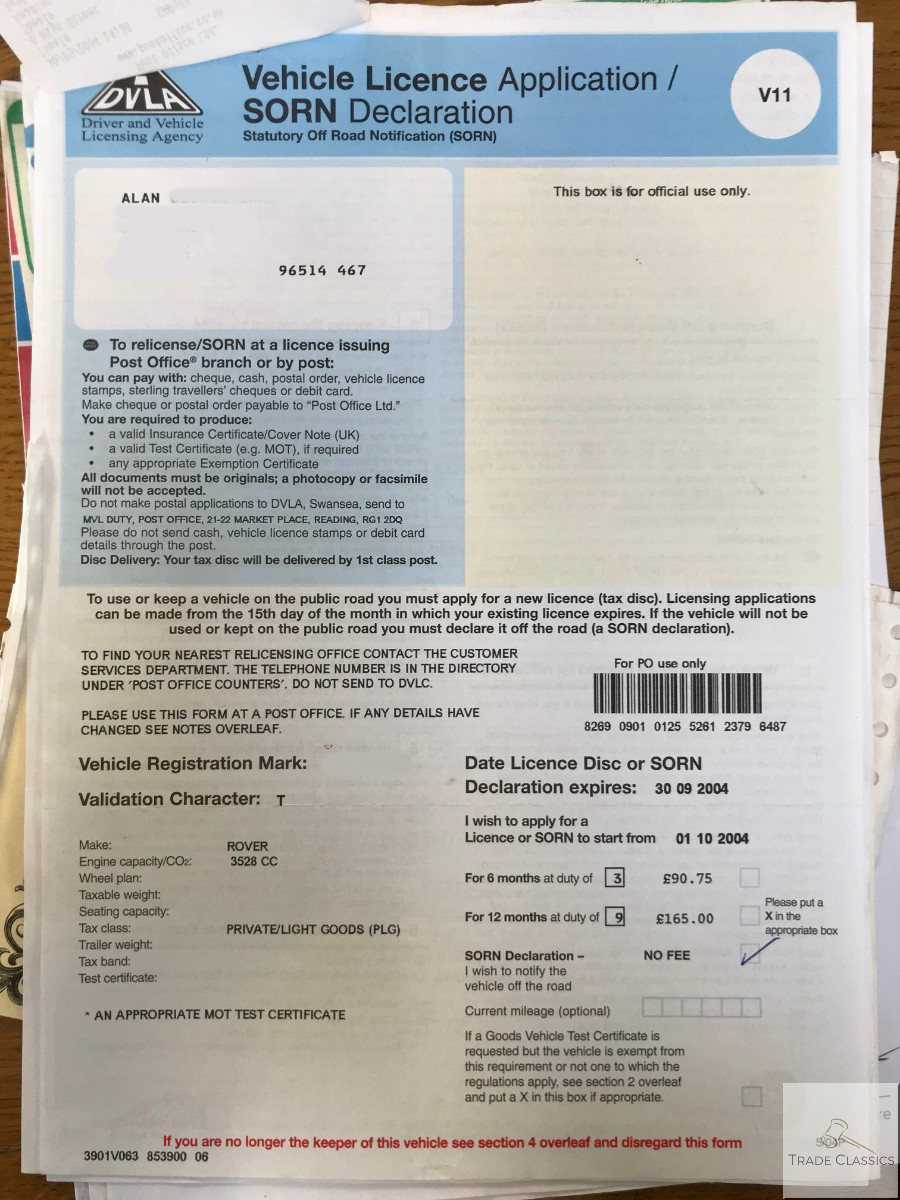 DVLA
Driver and Vehicle
Licensing Agency
Vehicle Licence Application /
SORN Declaration
Statutory Off Road Notification (SORN)
V11
ALAN
96514 467
This box is for official use only.
To relicense/SORN at a licence issuing
Post Office® branch or by post:
You can pay with: cheque, cash, postal order, vehicle licence
stamps, sterling travellers' cheques or debit card.
Make cheque or postal order payable to "Post Office Ltd."
You are required to produce:
• a valid Insurance Certificate/Cover Note (UK)
• a valid Test Certificate (e.g. MOT), if required
• any appropriate Exemption Certificate
All documents must be originals; a photocopy or facsimile
will not be accepted.
Do not make postal applications to DVLA, Swansea, send to
MVL DUTY, POST OFFICE, 21-22 MARKET PLACE, READING, RG1 2DQ
Please do not send cash, vehicle licence stamps or debit card
details through the post.
Disc Delivery: Your tax disc will be delivered by 1st class post.
To use or keep a vehicle on the public road you must apply for a new licence (tax disc). Licensing applications
can be made from the 15th day of the month in which your existing licence expires. If the vehicle will not be
used or kept on the public road you must declare it off the road (a SORN declaration).
TO FIND YOUR NEAREST RELICENSING OFFICE CONTACT THE CUSTOMER
SERVICES DEPARTMENT. THE TELEPHONE NUMBER IS IN THE DIRECTORY
UNDER 'POST OFFICE COUNTERS'. DO NOT SEND TO DVLC.
PLEASE USE THIS FORM AT A POST OFFICE. IF ANY DETAILS HAVE
CHANGED SEE NOTES OVERLEAF.
For PO use only
8269 0901 0125 5261 2379 6487
Vehicle Registration Mark:
Validation Character: T
Make: ROVER
Engine capacity/CO2: 3528 CC
Wheel plan:
Taxable weight:
Seating capacity:
Tax class: PRIVATE/LIGHT GOODS (PLG)
Trailer weight:
Tax band:
Test certificate:
* AN APPROPRIATE MOT TEST CERTIFICATE
Date Licence Disc or SORN
Declaration expires: 30 09 2004
I wish to apply for a
Licence or SORN to start from 01 10 2004
For 6 months at duty of 3 £90.75
For 12 months at duty of 9 £165.00
Please put a
X in the
appropriate box
SORN Declaration – NO FEE
I wish to notify the
vehicle off the road
Current mileage (optional)
If a Goods Vehicle Test Certificate is
requested but the vehicle is exempt from
this requirement or not one to which the
regulations apply, see section 2 overleaf
and put a X in this box if appropriate.
If you are no longer the keeper of this vehicle see section 4 overleaf and disregard this form
3901V063 853900 06
TRADE CLASSICS